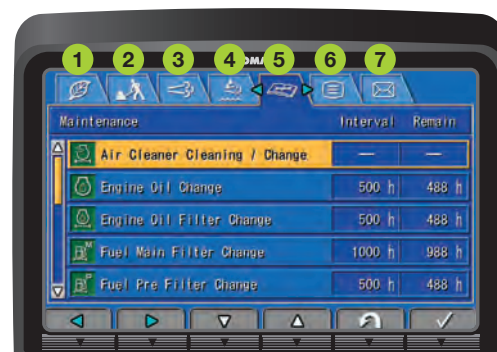 1 2 3 4 5 6 7
OMA
Maintenance Interval Remain
Air Cleaner Cleaning / Change — —
Engine Oil Change 500 h 488 h
Engine Oil Filter Change 500 h 488 h
Fuel Main Filter Change 1000 h 988 h
Fuel Pre Filter Change 500 h 488 h